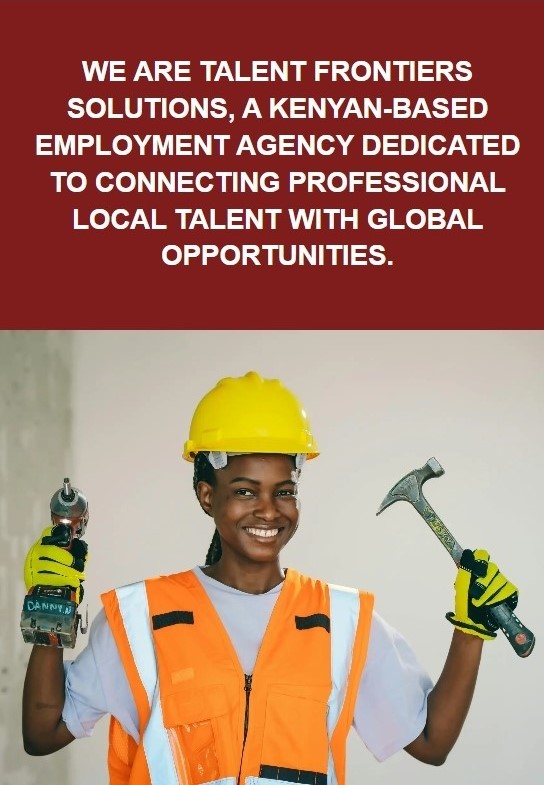 WE ARE TALENT FRONTIERS
SOLUTIONS, A KENYAN-BASED
EMPLOYMENT AGENCY DEDICATED
TO CONNECTING PROFESSIONAL
LOCAL TALENT WITH GLOBAL
OPPORTUNITIES.